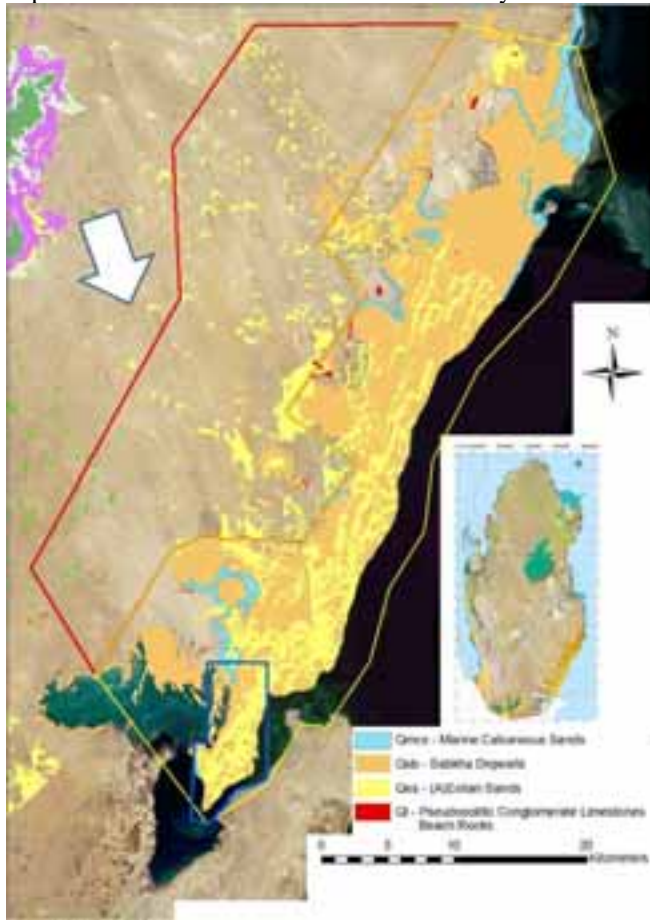 N
Qmcs - Marine Calcareous Sands
Qsb - Sabkha Deposits
Qes - (A)Eolian Sands
Ql - Pseudoolitic Conglomerate Limestones
Beach Rocks
0 5 10 20
Kilometers